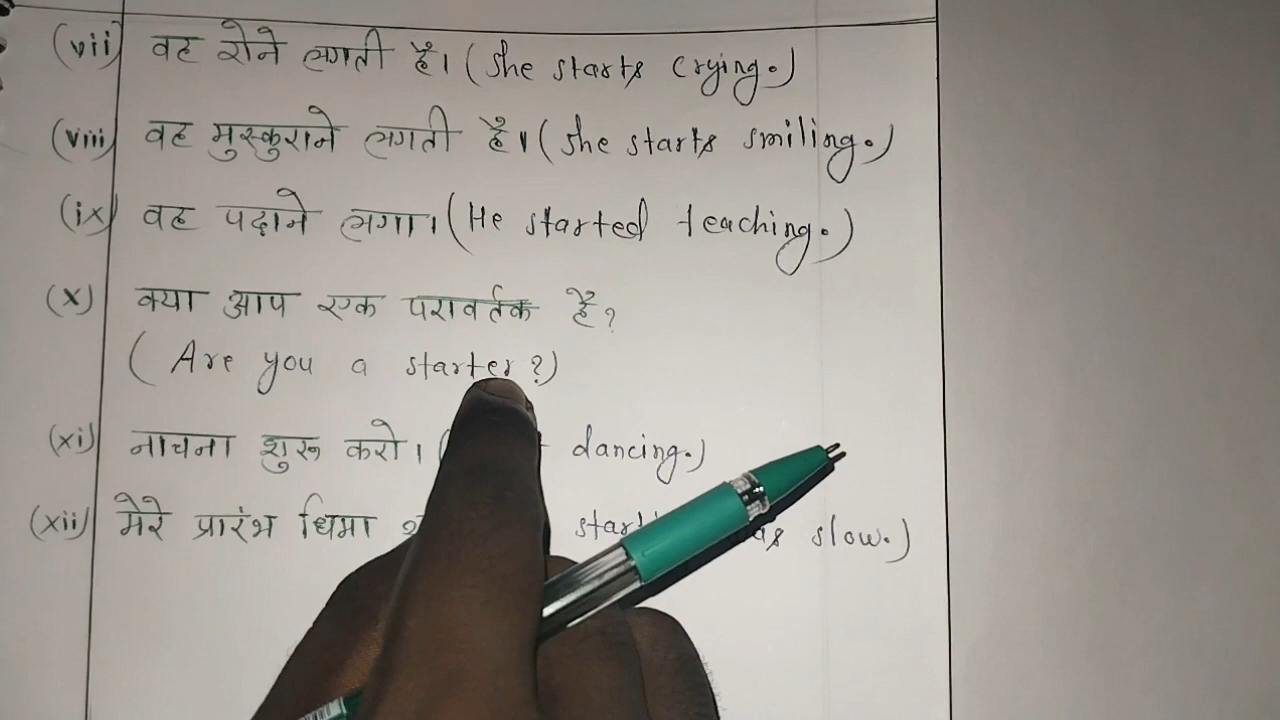 (vii) वह रोने लगती है। (She starts crying.)
(viii) वह मुस्कुराने लगती है। (She starts smiling.)
(ix) वह पढ़ाने लगा। (He started teaching.)
(x) क्या आप एक परावर्तक हैं?
(Are you a starter?)
(xi) नाचना शुरू करो। ( dancing.)
(xii) मेरे प्रारंभ धिमा slow.)